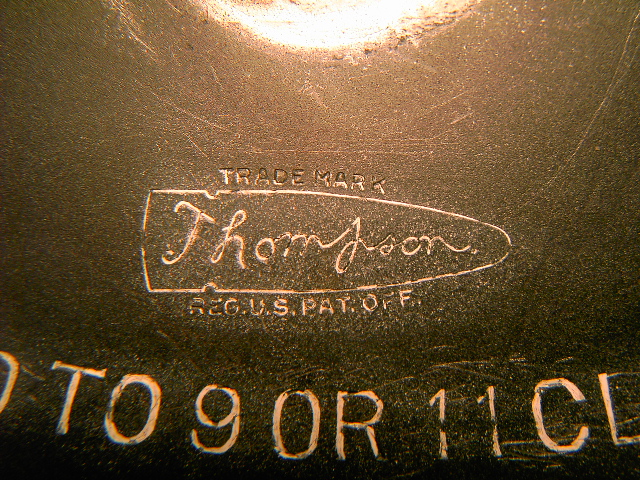 TRADE MARK
Thompson
REG. U.S. PAT. OFF.
TO 9 OR 11 CL